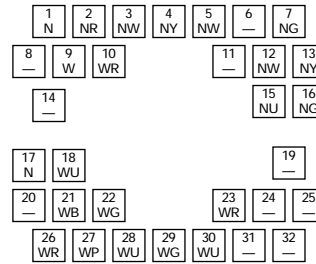 1 2 3 4 5 6 7
N NR NW NY NW — NG
8 9 10 11 12 13
— W WR — NW NY
14 15 16
— NU NG
17 18 19
N WU —
20 21 22 23 24 25
— WB WG WR — —
26 27 28 29 30 31 32
WR WP WU WG WU — —